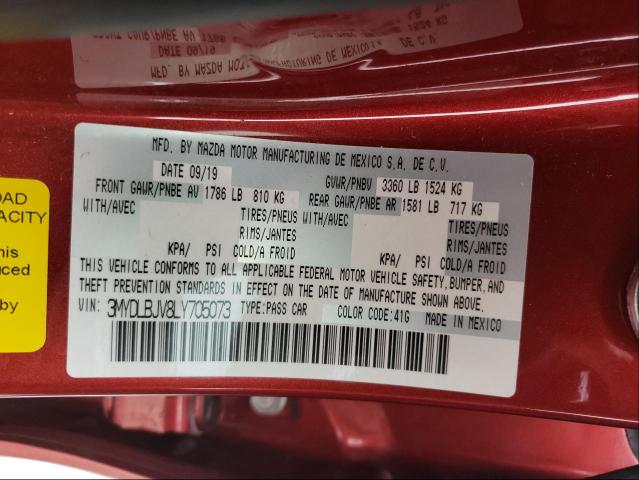 MFD. BY MAZDA MOTOR MANUFACTURING DE MEXICO S.A. DE C.V.
DATE 09/19 GVWR/PNBV 3360 LB 1524 KG
FRONT GAWR/PNBE AV 1786 LB 810 KG REAR GAWR/PNBE AR 1581 LB 717 KG
WITH/AVEC TIRES/PNEUS WITH/AVEC TIRES/PNEUS
RIMS/JANTES RIMS/JANTES
KPA/ PSI COLD/A FROID KPA/ PSI COLD/A FROID
THIS VEHICLE CONFORMS TO ALL APPLICABLE FEDERAL MOTOR VEHICLE SAFETY, BUMPER, AND
THEFT PREVENTION STANDARDS IN EFFECT ON THE DATE OF MANUFACTURE SHOWN ABOVE.
VIN: 3MYDLBJV8LY705073 TYPE:PASS CAR COLOR CODE:41G MADE IN MEXICO
OAD
APACITY
his
duced
by